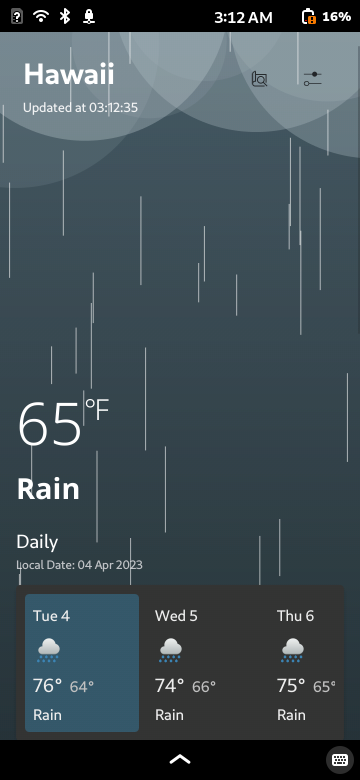 3:12 AM
16%
Hawaii
Updated at 03:12:35
65°F
Rain
Daily
Local Date: 04 Apr 2023
Tue 4
Wed 5
Thu 6
76° 64°
74° 66°
75° 65°
Rain
Rain
Rain